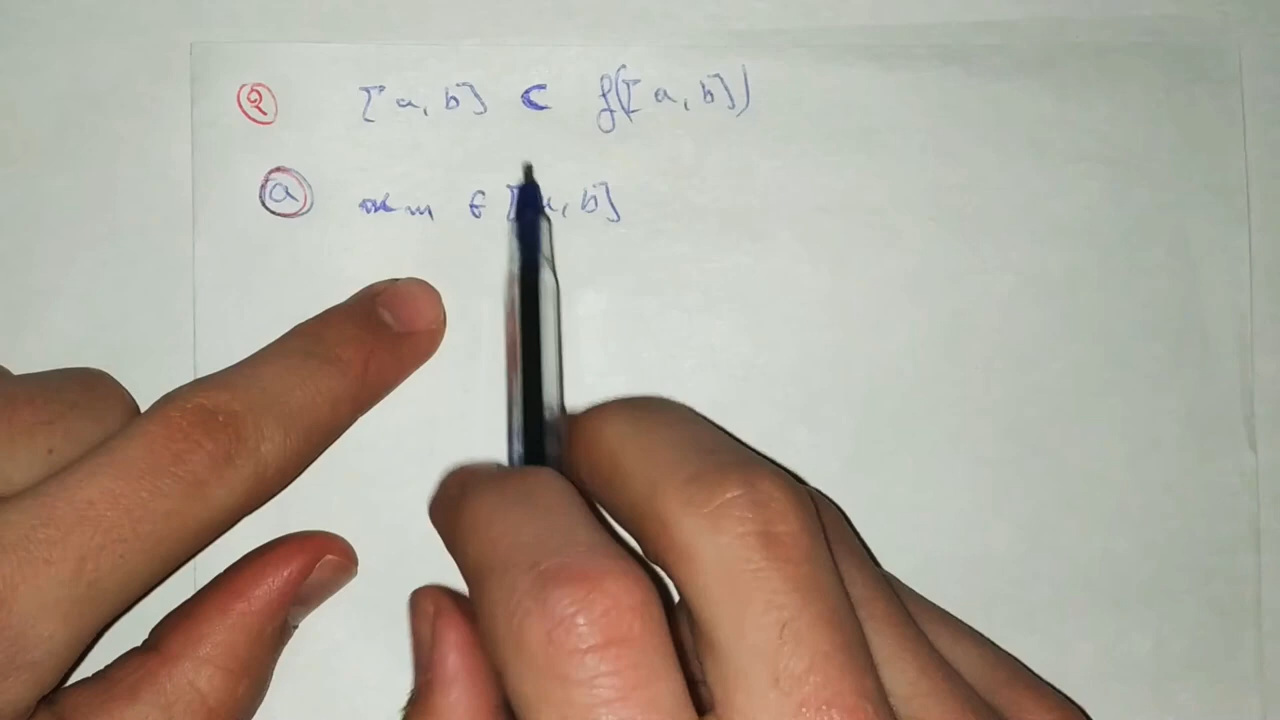 ② [a, b] ⊂ f([a, b])
ⓐ m ∈ [a, b]